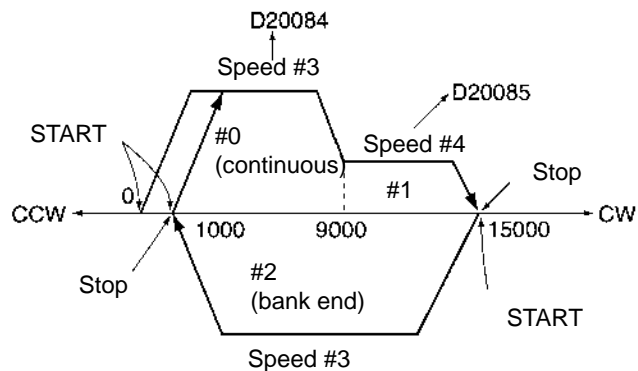 D20084
Speed #3
D20085
START
#0
(continuous)
Speed #4
Stop
0
#1
CCW
CW
1000
9000
15000
Stop
#2
(bank end)
START
Speed #3